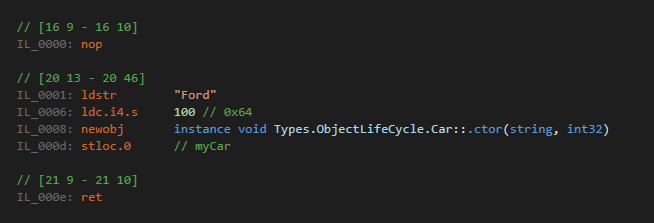 // [16 9 - 16 10]
IL_0000: nop
// [20 13 - 20 46]
IL_0001: ldstr "Ford"
IL_0006: ldc.i4.s 100 // 0x64
IL_0008: newobj instance void Types.ObjectLifeCycle.Car::.ctor(string, int32)
IL_000d: stloc.0 // myCar
// [21 9 - 21 10]
IL_000e: ret